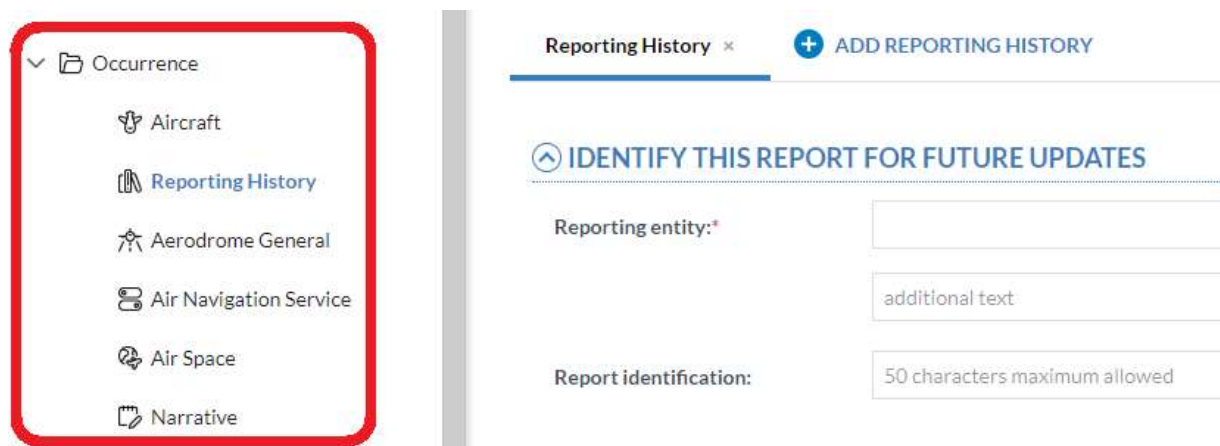 Occurrence
Aircraft
Reporting History
Aerodrome General
Air Navigation Service
Air Space
Narrative
Reporting History ×
ADD REPORTING HISTORY
IDENTIFY THIS REPORT FOR FUTURE UPDATES
Reporting entity:*
additional text
Report identification:
50 characters maximum allowed